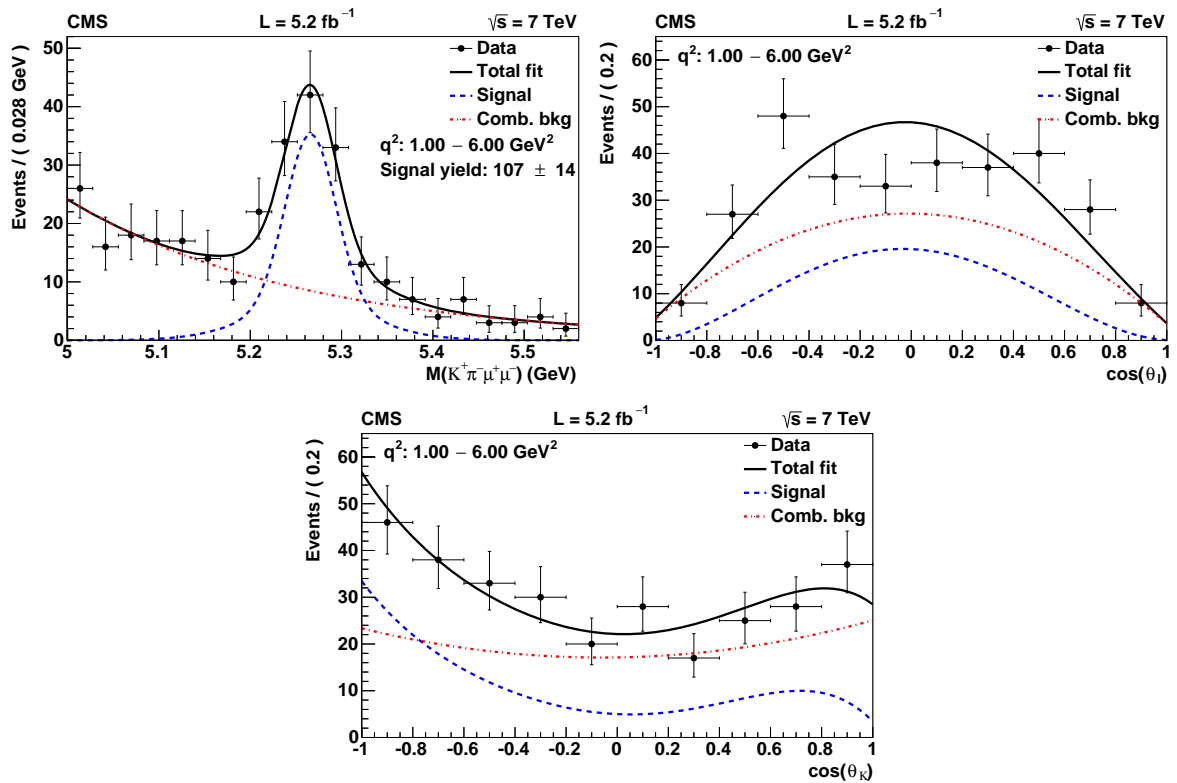 CMS L = 5.2 fb⁻¹ √s = 7 TeV
Events / ( 0.028 GeV )
50
40
30
20
10
0
Data
Total fit
Signal
Comb. bkg
q²: 1.00 − 6.00 GeV²
Signal yield: 107 ± 14
5 5.1 5.2 5.3 5.4 5.5
M(K⁺π⁻μ⁺μ⁻) (GeV)
CMS L = 5.2 fb⁻¹ √s = 7 TeV
Events / ( 0.2 )
60
50
40
30
20
10
0
q²: 1.00 − 6.00 GeV²
Data
Total fit
Signal
Comb. bkg
-1 -0.8 -0.6 -0.4 -0.2 0 0.2 0.4 0.6 0.8 1
cos(θ_l)
CMS L = 5.2 fb⁻¹ √s = 7 TeV
Events / ( 0.2 )
60
50
40
30
20
10
0
q²: 1.00 − 6.00 GeV²
Data
Total fit
Signal
Comb. bkg
-1 -0.8 -0.6 -0.4 -0.2 0 0.2 0.4 0.6 0.8 1
cos(θ_K)